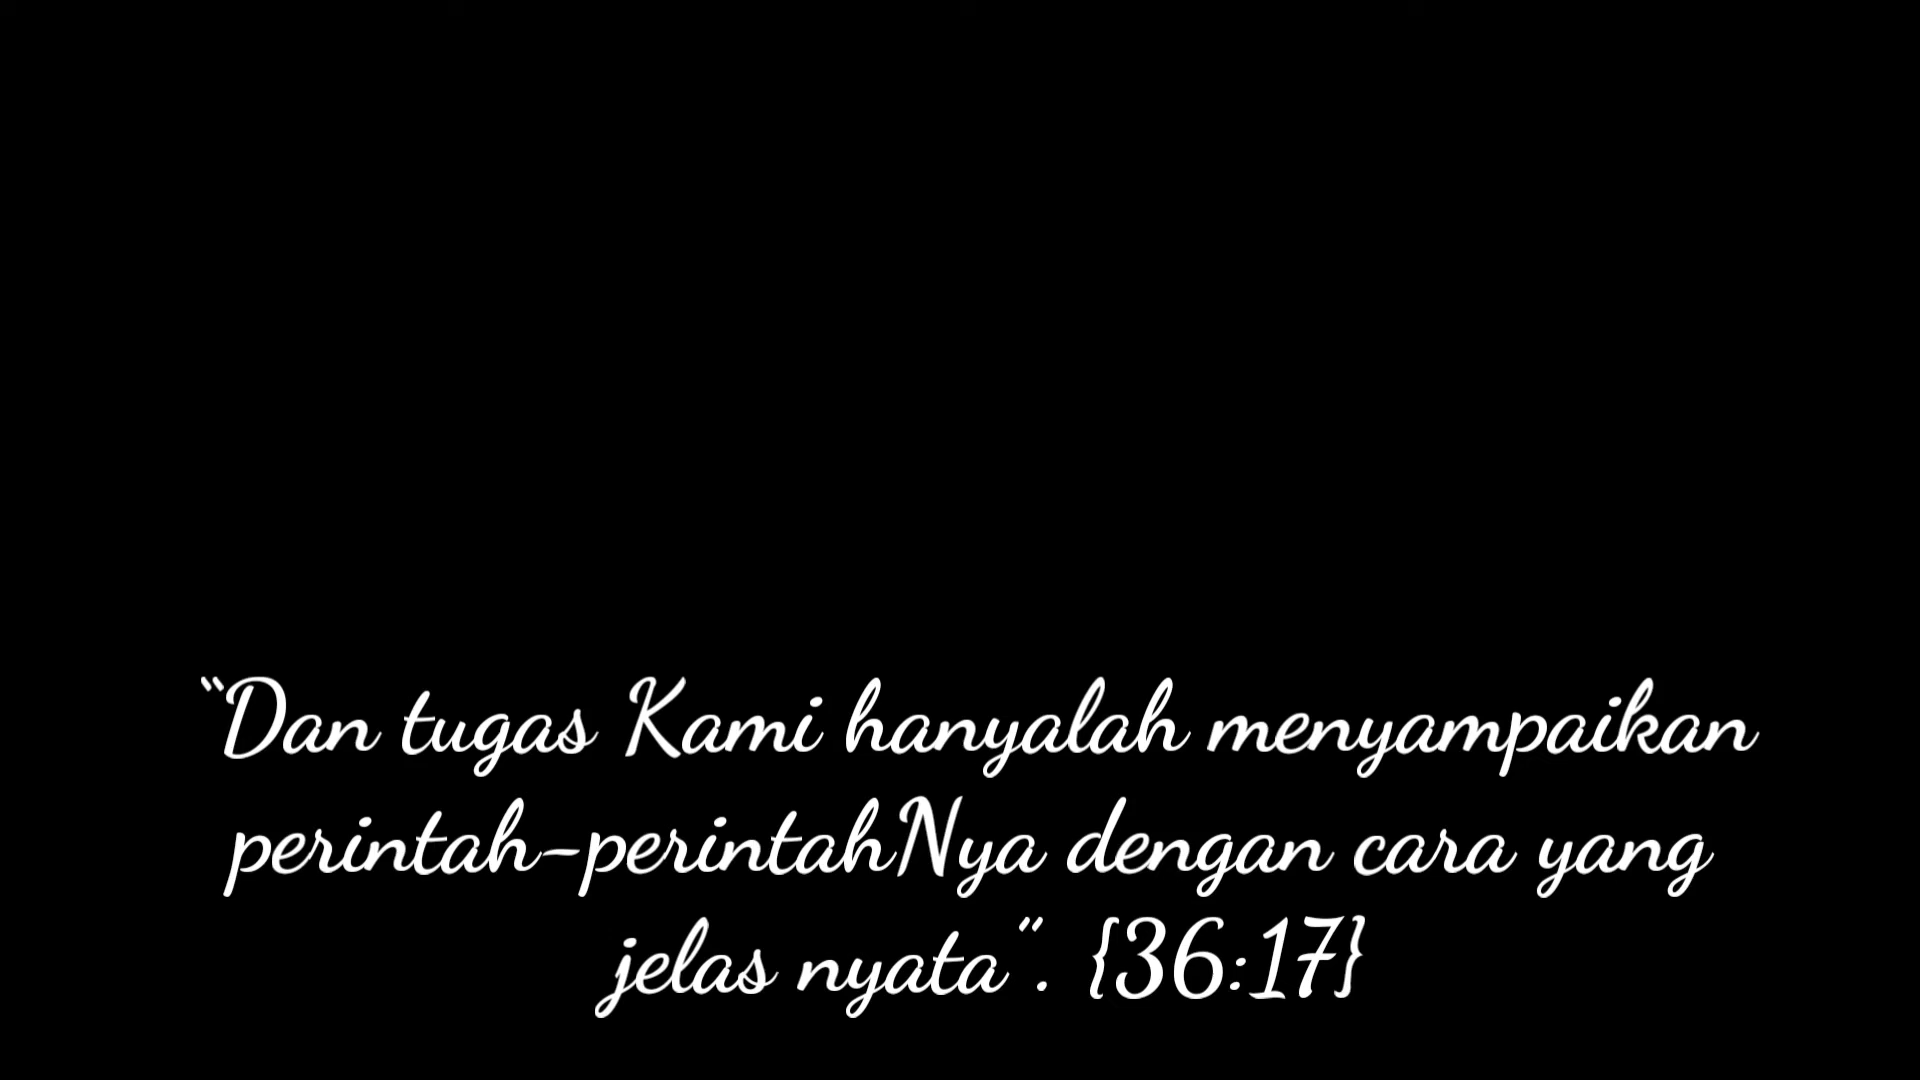 “Dan tugas Kami hanyalah menyampaikan
perintah-perintahNya dengan cara yang
jelas nyata”. {36:17}